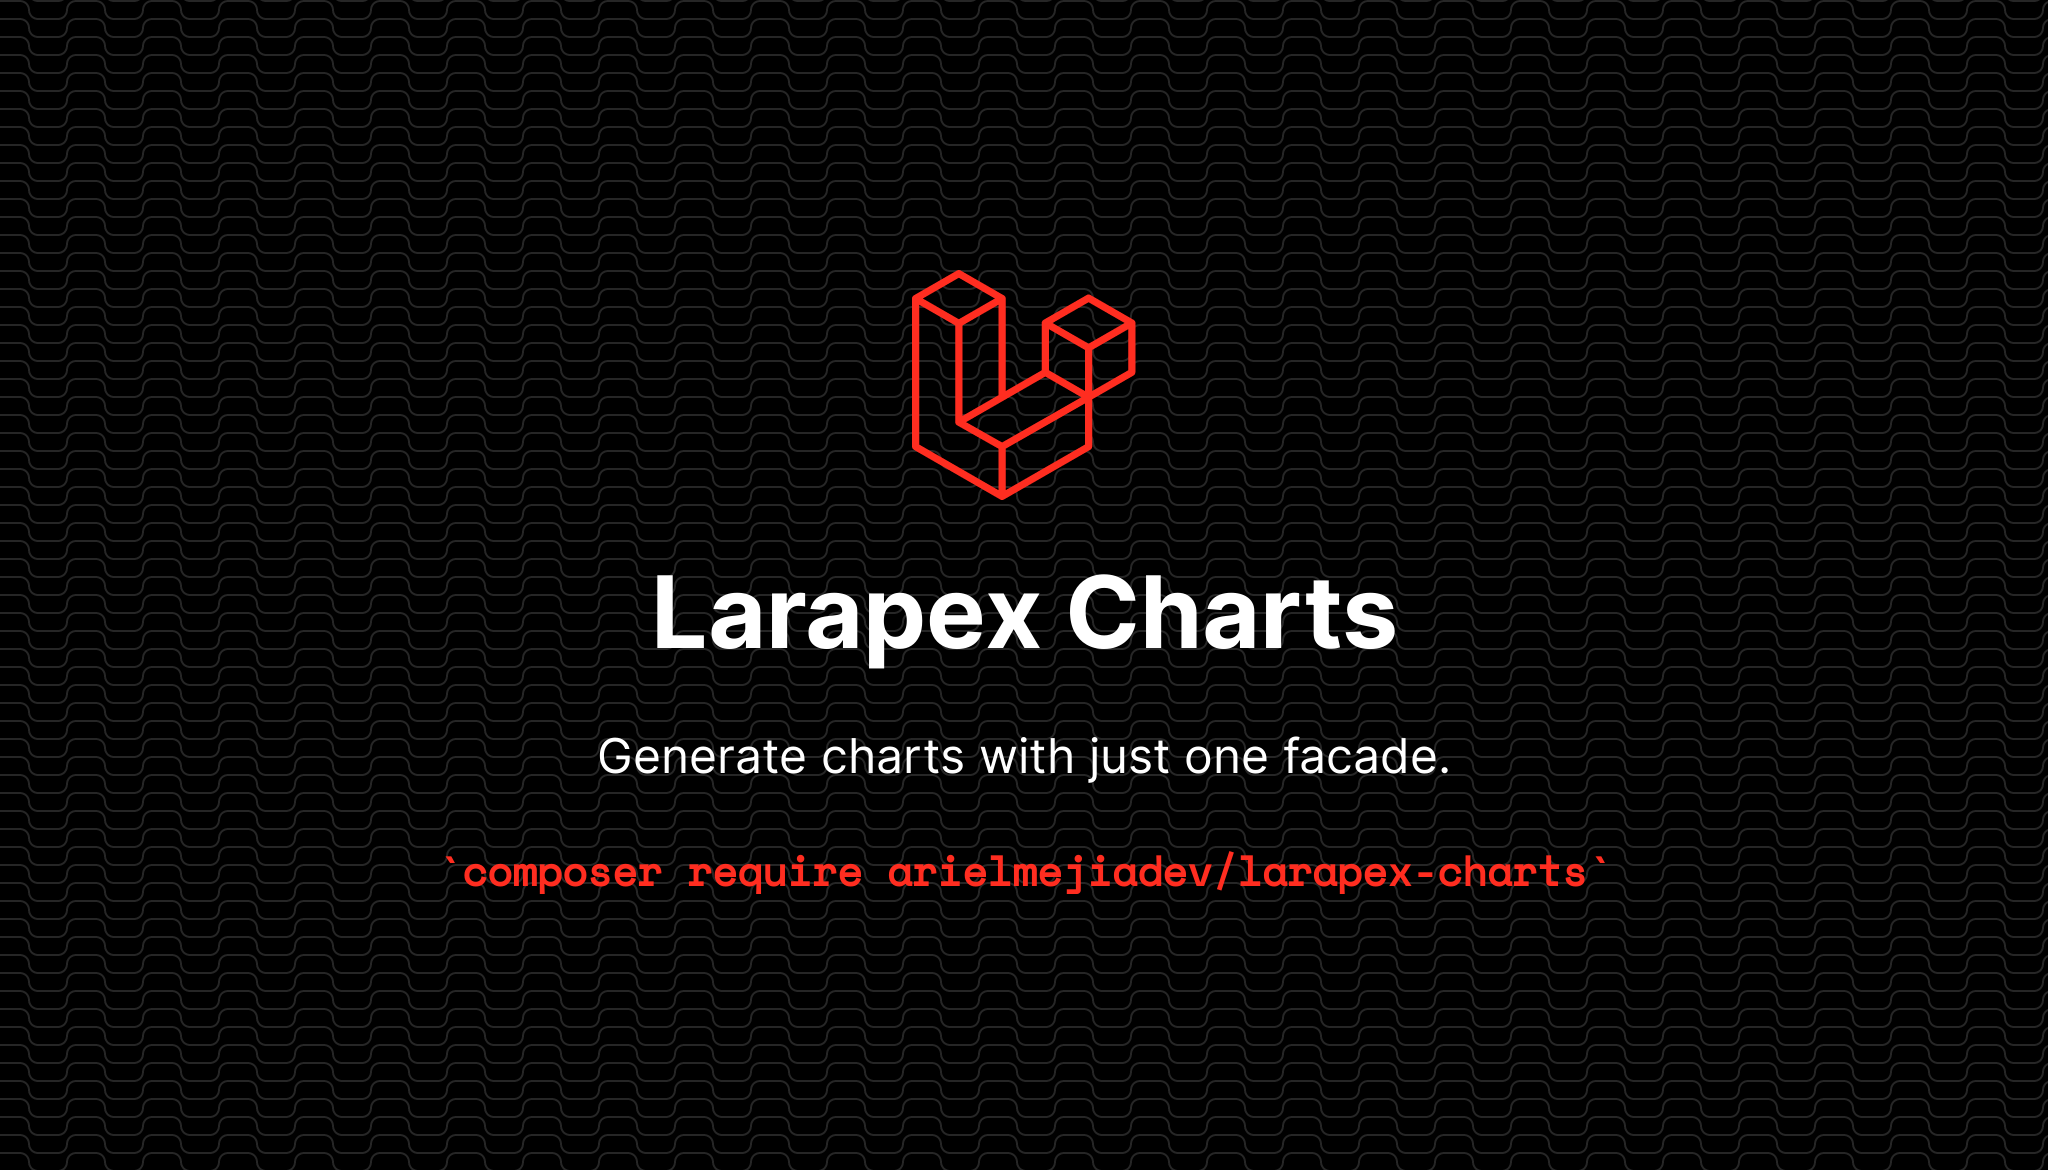 Larapex Charts
Generate charts with just one facade.
`composer require arielmejiadev/larapex-charts`